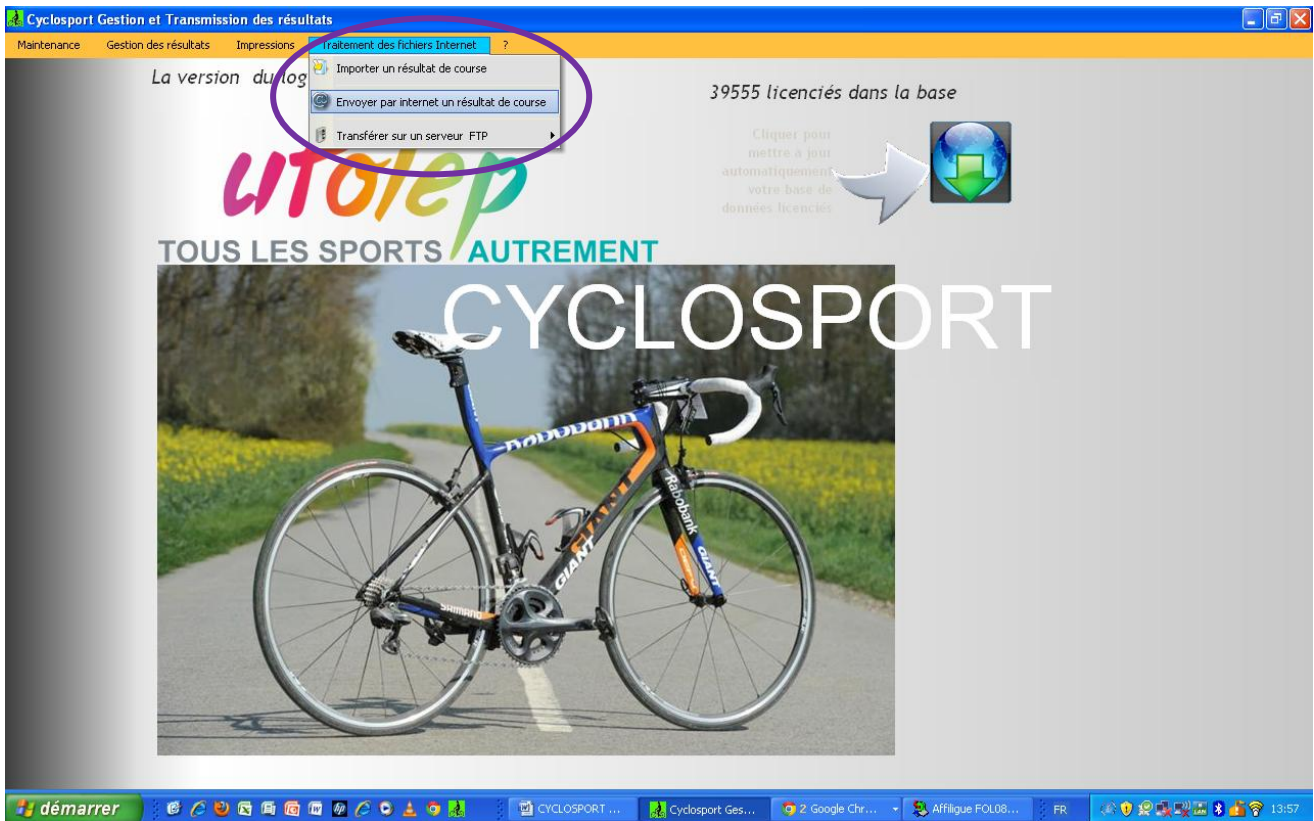 Cyclosport Gestion et Transmission des résultats
Maintenance Gestion des résultats Impressions Traitement des fichiers Internet ?
Importer un résultat de course
Envoyer par internet un résultat de course
Transférer sur un serveur FTP
La version du log
39555 licenciés dans la base
Cliquer pour
mettre a jour
automatiquement
votre base de
données licenciés
ufolep
TOUS LES SPORTS AUTREMENT
CYCLOSPORT
Rabobank
GIANT
Rabobank
GIANT
GIANT
SHIMANO
démarrer CYCLOSPORT ... Cyclosport Ges... 2 Google Chr... Affiligue FOL08... FR 13:57